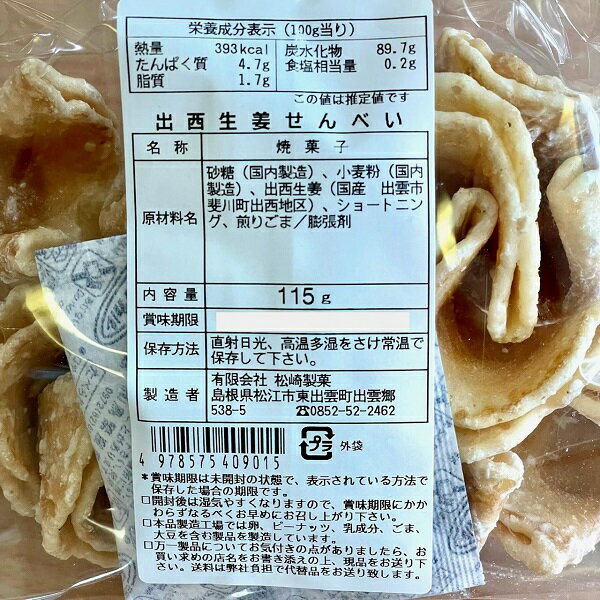 栄養成分表示（100g当り）
熱量 393kcal 炭水化物 89.7g
たんぱく質 4.7g 食塩相当量 0.2g
脂質 1.7g
この値は推定値です
出西生姜せんべい
名称 焼菓子
原材料名 砂糖（国内製造）、小麦粉（国内
製造）、出西生姜（国産 出雲市
斐川町出西地区）、ショートニン
グ、煎りごま／膨張剤
内容量 115g
賞味期限
保存方法 直射日光、高温多湿をさけ常温で
保存して下さい。
製造者 有限会社 松崎製菓
島根県松江市東出雲町出雲郷
538-5 ☎0852-52-2462
4 978575 409015
プラ 外袋
*賞味期限は未開封の状態で、表示されている方法で
保存した場合の期限です。
□開封後は湿気やすくなりますので、賞味期限にかか
わらずなるべくお早めにお召し上がり下さい。
□本品製造工場では卵、ピーナッツ、乳成分、ごま、
大豆を含む製品を製造しています。
□万一製品についてお気付きの点がありましたら、お
買い求めの店名をお書き添えの上、現品をお送り下
さい。送料は弊社負担で代替品をお送り致します。